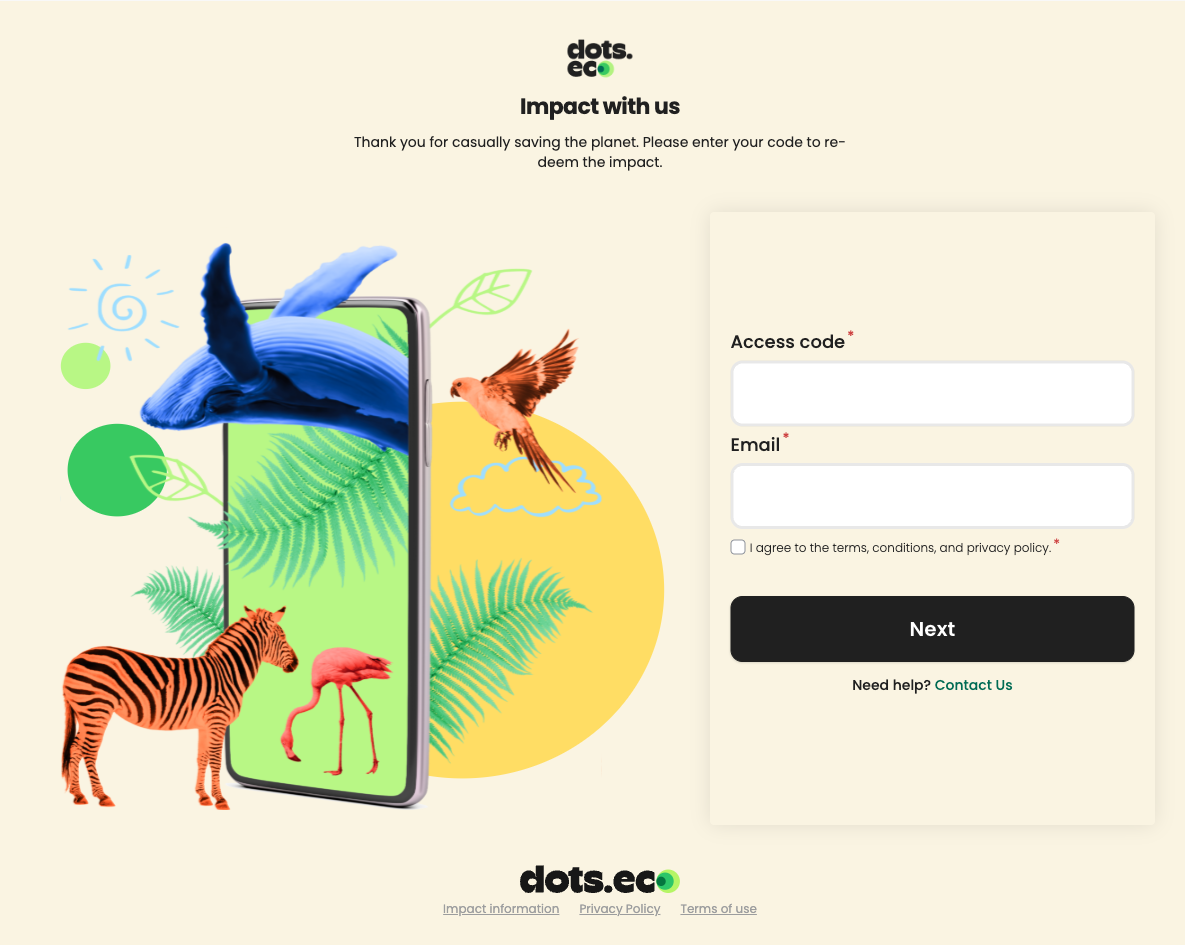 dots.
eco
Impact with us
Thank you for casually saving the planet. Please enter your code to re-
deem the impact.
Access code*
Email*
I agree to the terms, conditions, and privacy policy.*
Next
Need help? Contact Us
dots.eco
Impact information Privacy Policy Terms of use